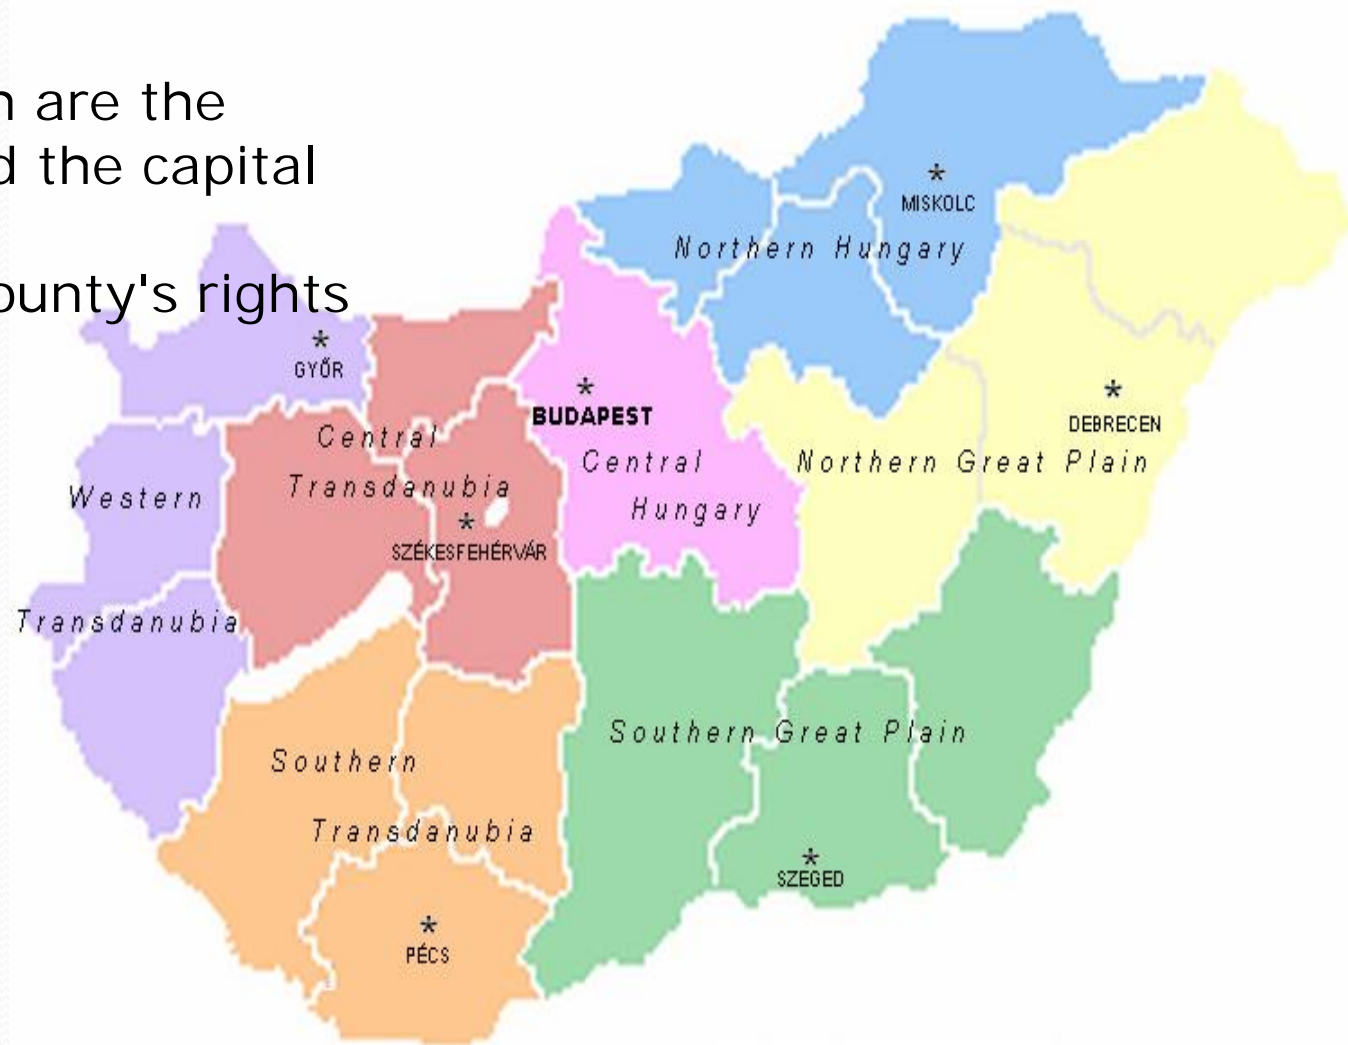 are the
d the capital
ounty's rights
MISKOLC
Northern Hungary
GYŐR
BUDAPEST
DEBRECEN
Central
Transdanubia
Central
Hungary
Northern Great Plain
Western
Transdanubia
SZÉKESFEHÉRVÁR
Southern Great Plain
Southern
Transdanubia
SZEGED
PÉCS